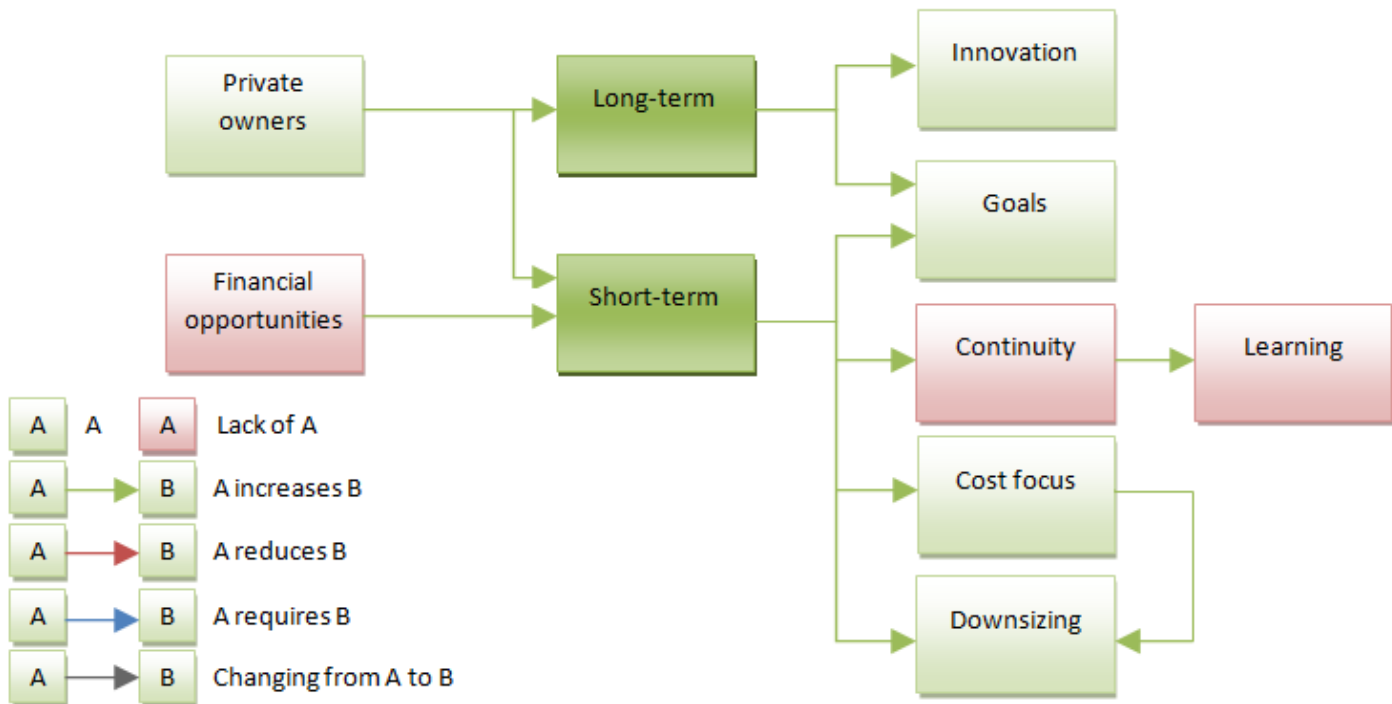 Private
owners
Long-term
Innovation
Goals
Financial
opportunities
Short-term
Continuity
Learning
Cost focus
Downsizing
A A A Lack of A
A B A increases B
A B A reduces B
A B A requires B
A B Changing from A to B